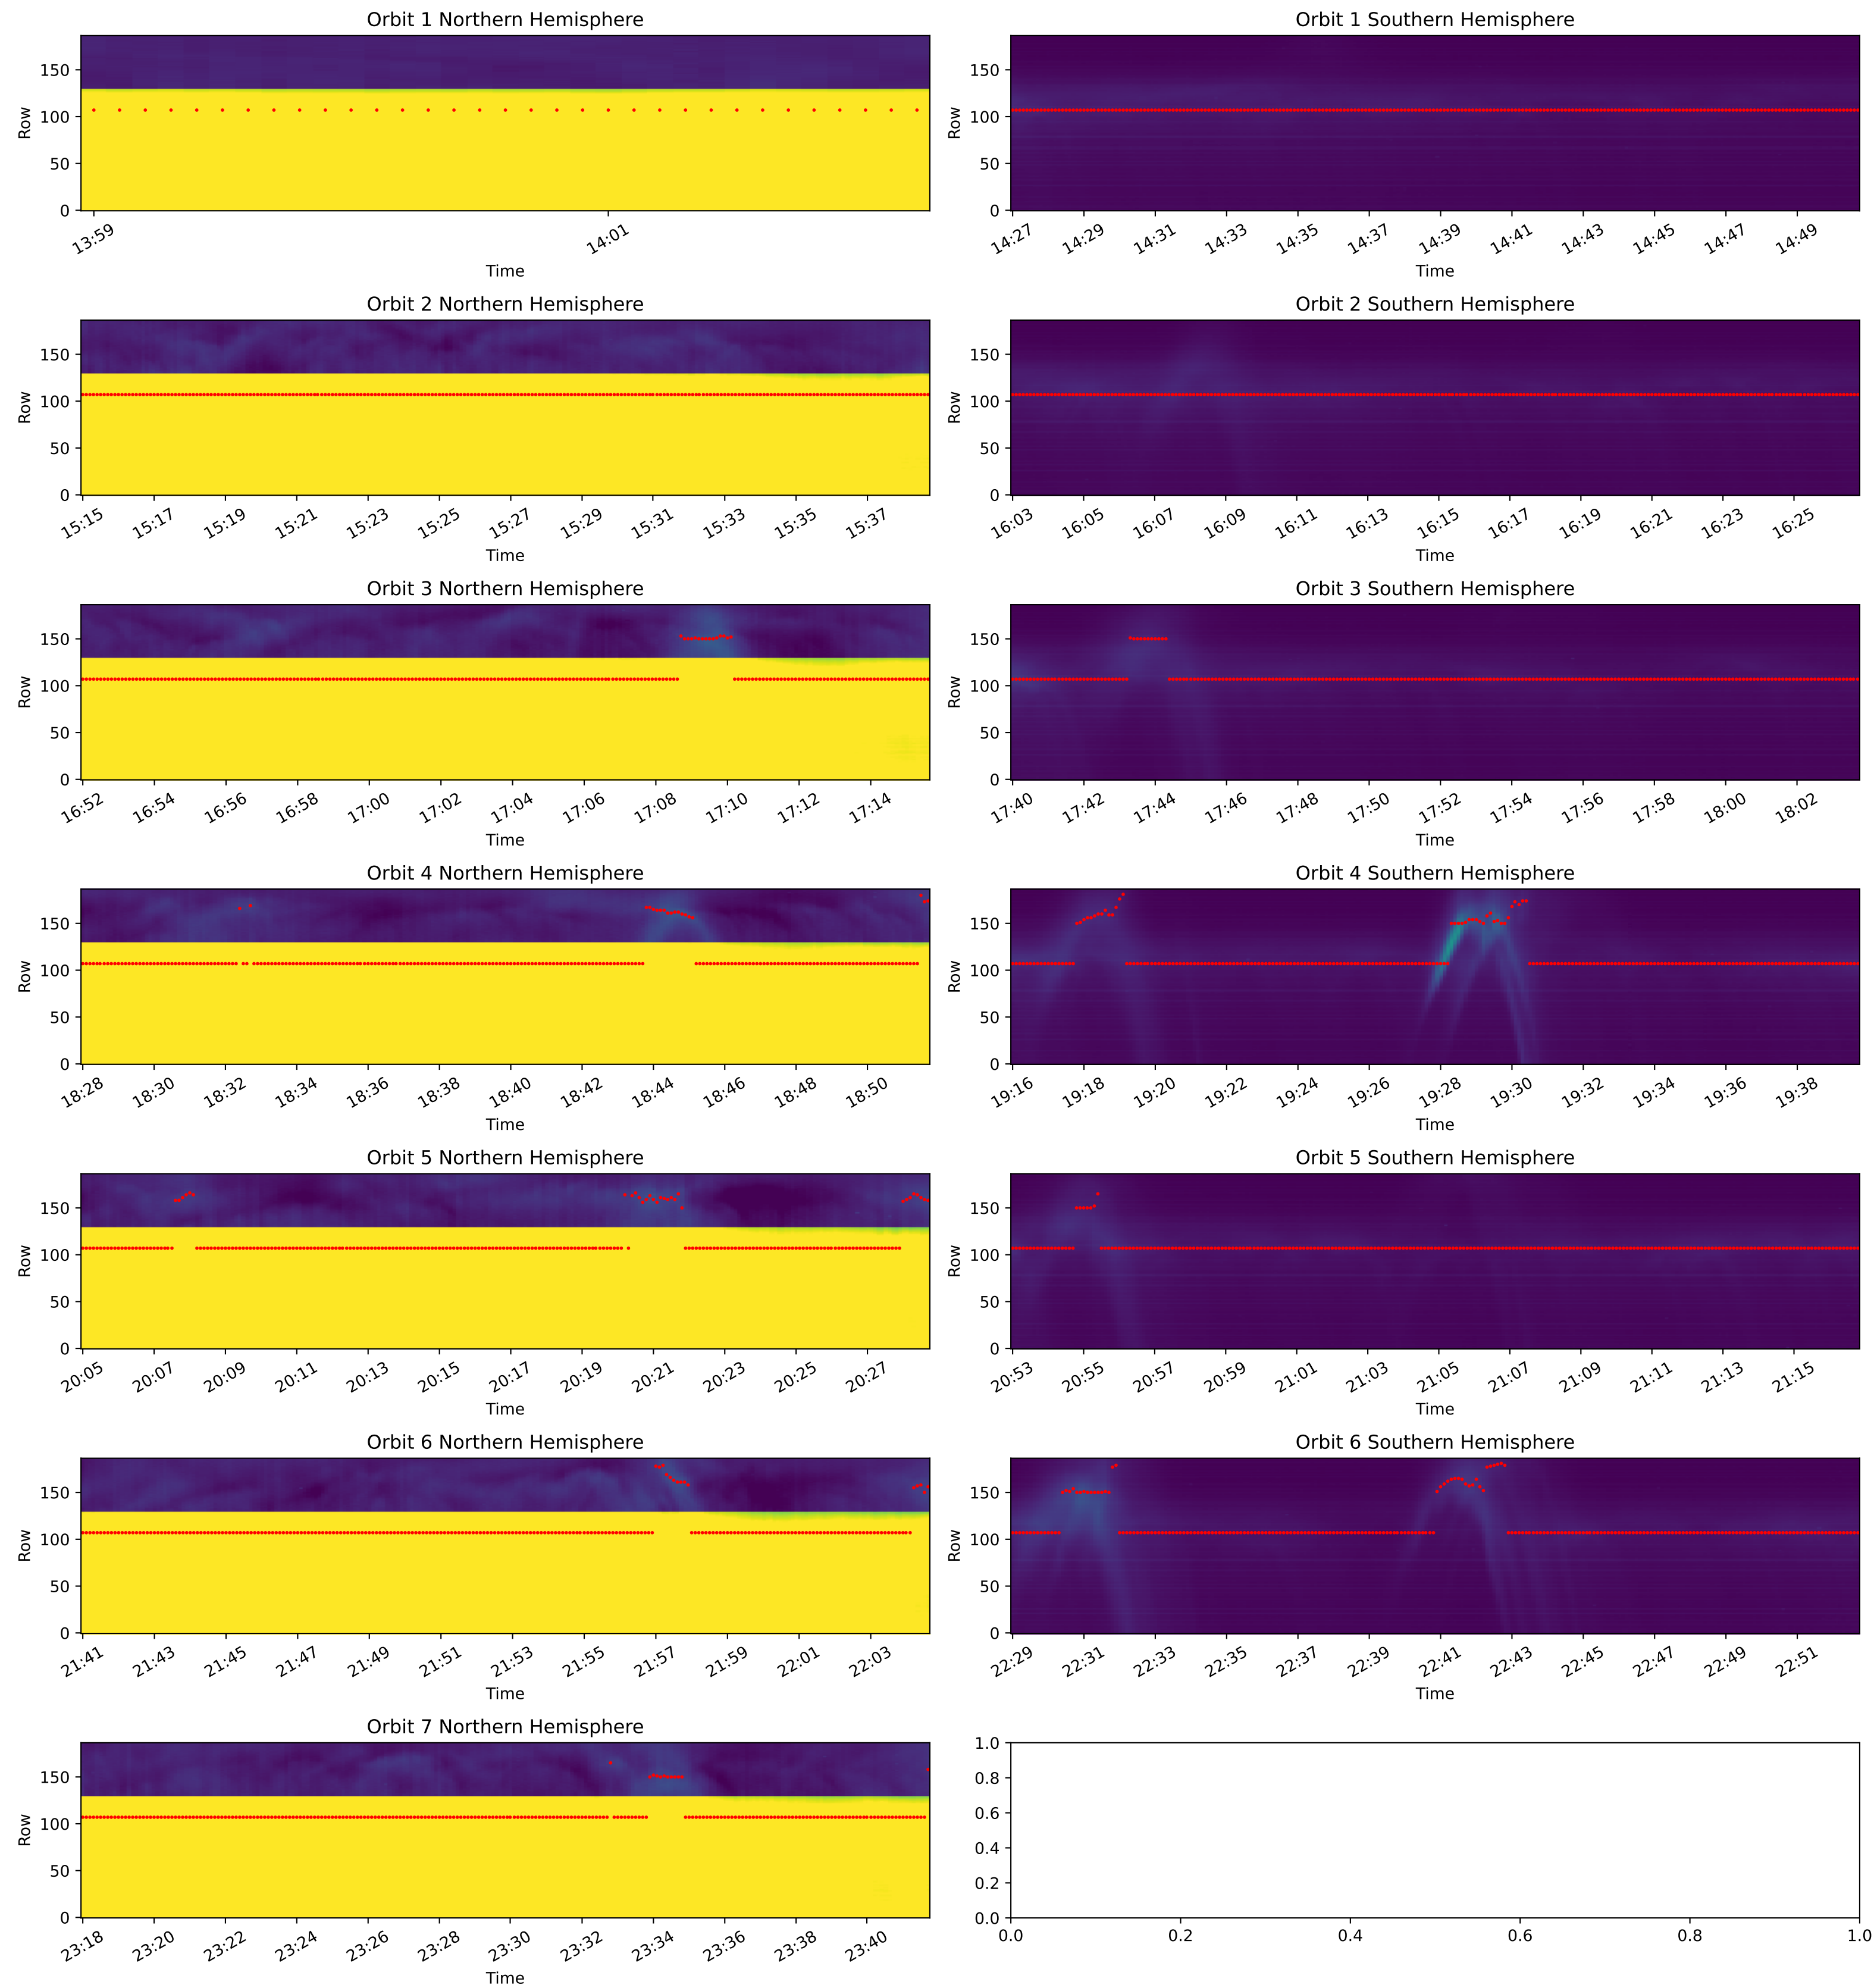 Orbit 1 Northern Hemisphere
Row
150
100
50
0
13:59 14:01
Time
Orbit 1 Southern Hemisphere
Row
150
100
50
0
14:27 14:29 14:31 14:33 14:35 14:37 14:39 14:41 14:43 14:45 14:47 14:49
Time
Orbit 2 Northern Hemisphere
Row
150
100
50
0
15:15 15:17 15:19 15:21 15:23 15:25 15:27 15:29 15:31 15:33 15:35 15:37
Time
Orbit 2 Southern Hemisphere
Row
150
100
50
0
16:03 16:05 16:07 16:09 16:11 16:13 16:15 16:17 16:19 16:21 16:23 16:25
Time
Orbit 3 Northern Hemisphere
Row
150
100
50
0
16:52 16:54 16:56 16:58 17:00 17:02 17:04 17:06 17:08 17:10 17:12 17:14
Time
Orbit 3 Southern Hemisphere
Row
150
100
50
0
17:40 17:42 17:44 17:46 17:48 17:50 17:52 17:54 17:56 17:58 18:00 18:02
Time
Orbit 4 Northern Hemisphere
Row
150
100
50
0
18:28 18:30 18:32 18:34 18:36 18:38 18:40 18:42 18:44 18:46 18:48 18:50
Time
Orbit 4 Southern Hemisphere
Row
150
100
50
0
19:16 19:18 19:20 19:22 19:24 19:26 19:28 19:30 19:32 19:34 19:36 19:38
Time
Orbit 5 Northern Hemisphere
Row
150
100
50
0
20:05 20:07 20:09 20:11 20:13 20:15 20:17 20:19 20:21 20:23 20:25 20:27
Time
Orbit 5 Southern Hemisphere
Row
150
100
50
0
20:53 20:55 20:57 20:59 21:01 21:03 21:05 21:07 21:09 21:11 21:13 21:15
Time
Orbit 6 Northern Hemisphere
Row
150
100
50
0
21:41 21:43 21:45 21:47 21:49 21:51 21:53 21:55 21:57 21:59 22:01 22:03
Time
Orbit 6 Southern Hemisphere
Row
150
100
50
0
22:29 22:31 22:33 22:35 22:37 22:39 22:41 22:43 22:45 22:47 22:49 22:51
Time
Orbit 7 Northern Hemisphere
Row
150
100
50
0
23:18 23:20 23:22 23:24 23:26 23:28 23:30 23:32 23:34 23:36 23:38 23:40
Time
1.0
0.8
0.6
0.4
0.2
0.0
0.0 0.2 0.4 0.6 0.8 1.0